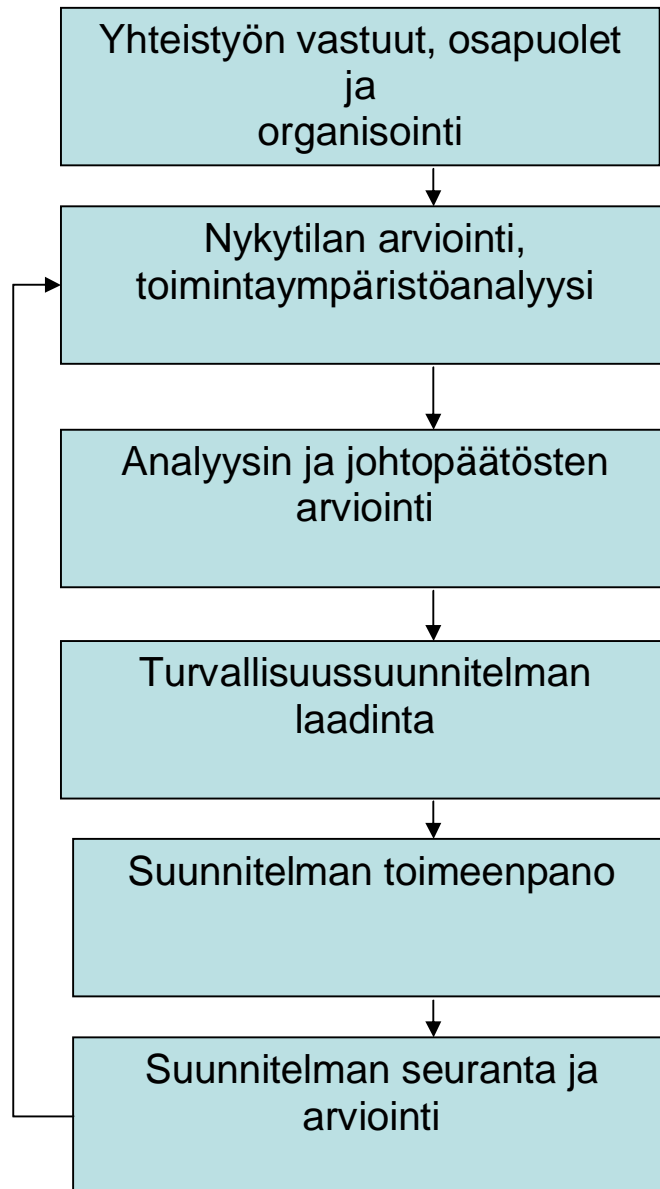 Yhteistyön vastuut, osapuolet
ja
organisointi
Nykytilan arviointi,
toimintaympäristöanalyysi
Analyysin ja johtopäätösten
arviointi
Turvallisuussuunnitelman
laadinta
Suunnitelman toimeenpano
Suunnitelman seuranta ja
arviointi